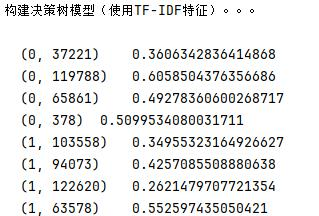 构建决策树模型（使用TF-IDF特征）。。。
(0, 37221)	0.3606342836414868
(0, 119788)	0.6058504376356686
(0, 65861)	0.49278360600268717
(0, 378)	0.5099534080031711
(1, 103558)	0.34955323164926627
(1, 94073)	0.4257085508880638
(1, 122620)	0.2621479707721354
(1, 63578)	0.552597435050421